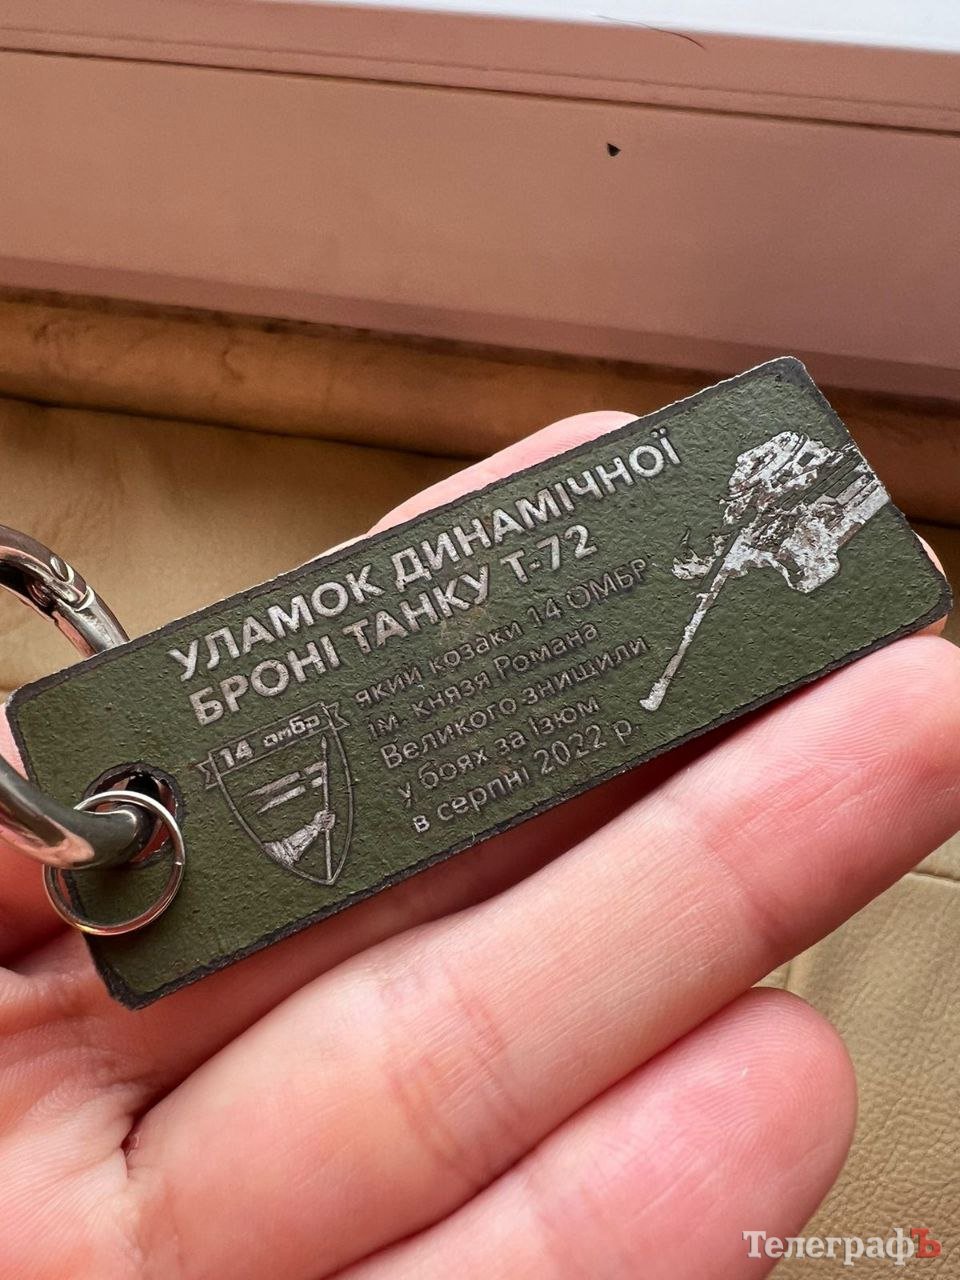 УЛАМОК ДИНАМІЧНОЇ
БРОНІ ТАНКУ Т-72
який козаки 14 ОМБР
ім. князя Романа
Великого знищили
у боях за Ізюм
в серпні 2022 р.
14 омбр
ТелеграфЪ